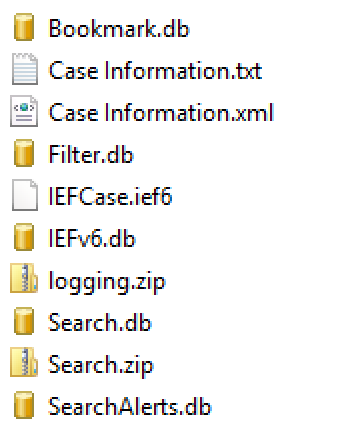 Bookmark.db
Case Information.txt
Case Information.xml
Filter.db
IEFCase.ief6
IEFv6.db
logging.zip
Search.db
Search.zip
SearchAlerts.db